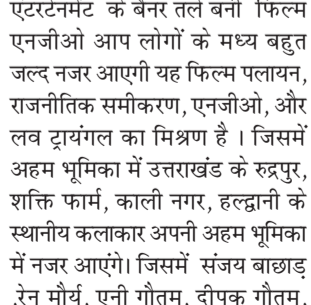 एंटरटेनमेंट के बैनर तले बनी फिल्म
एनजीओ आप लोगों के मध्य बहुत
जल्द नजर आएगी यह फिल्म पलायन,
राजनीतिक समीकरण, एनजीओ, और
लव ट्रायंगल का मिश्रण है । जिसमें
अहम भूमिका में उत्तराखंड के रुद्रपुर,
शक्ति फार्म, काली नगर, हल्द्वानी के
स्थानीय कलाकार अपनी अहम भूमिका
में नजर आएंगे। जिसमें संजय बाछाड़
,रेनू मौर्य, एनी गौतम, दीपक गौतम,